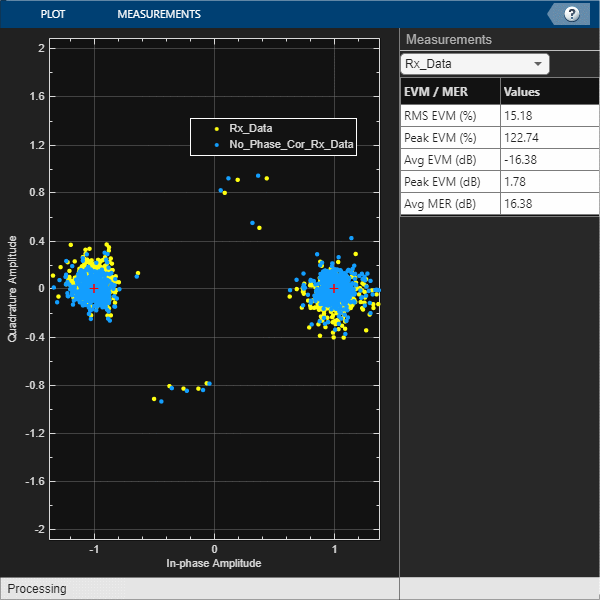 PLOT MEASUREMENTS ?
Measurements
Rx_Data
EVM / MER Values
RMS EVM (%) 15.18
Peak EVM (%) 122.74
Avg EVM (dB) -16.38
Peak EVM (dB) 1.78
Avg MER (dB) 16.38
2
1.6
1.2
0.8
0.4
0
-0.4
-0.8
-1.2
-1.6
-2
Quadrature Amplitude
Rx_Data
No_Phase_Cor_Rx_Data
-1 0 1
In-phase Amplitude
Processing